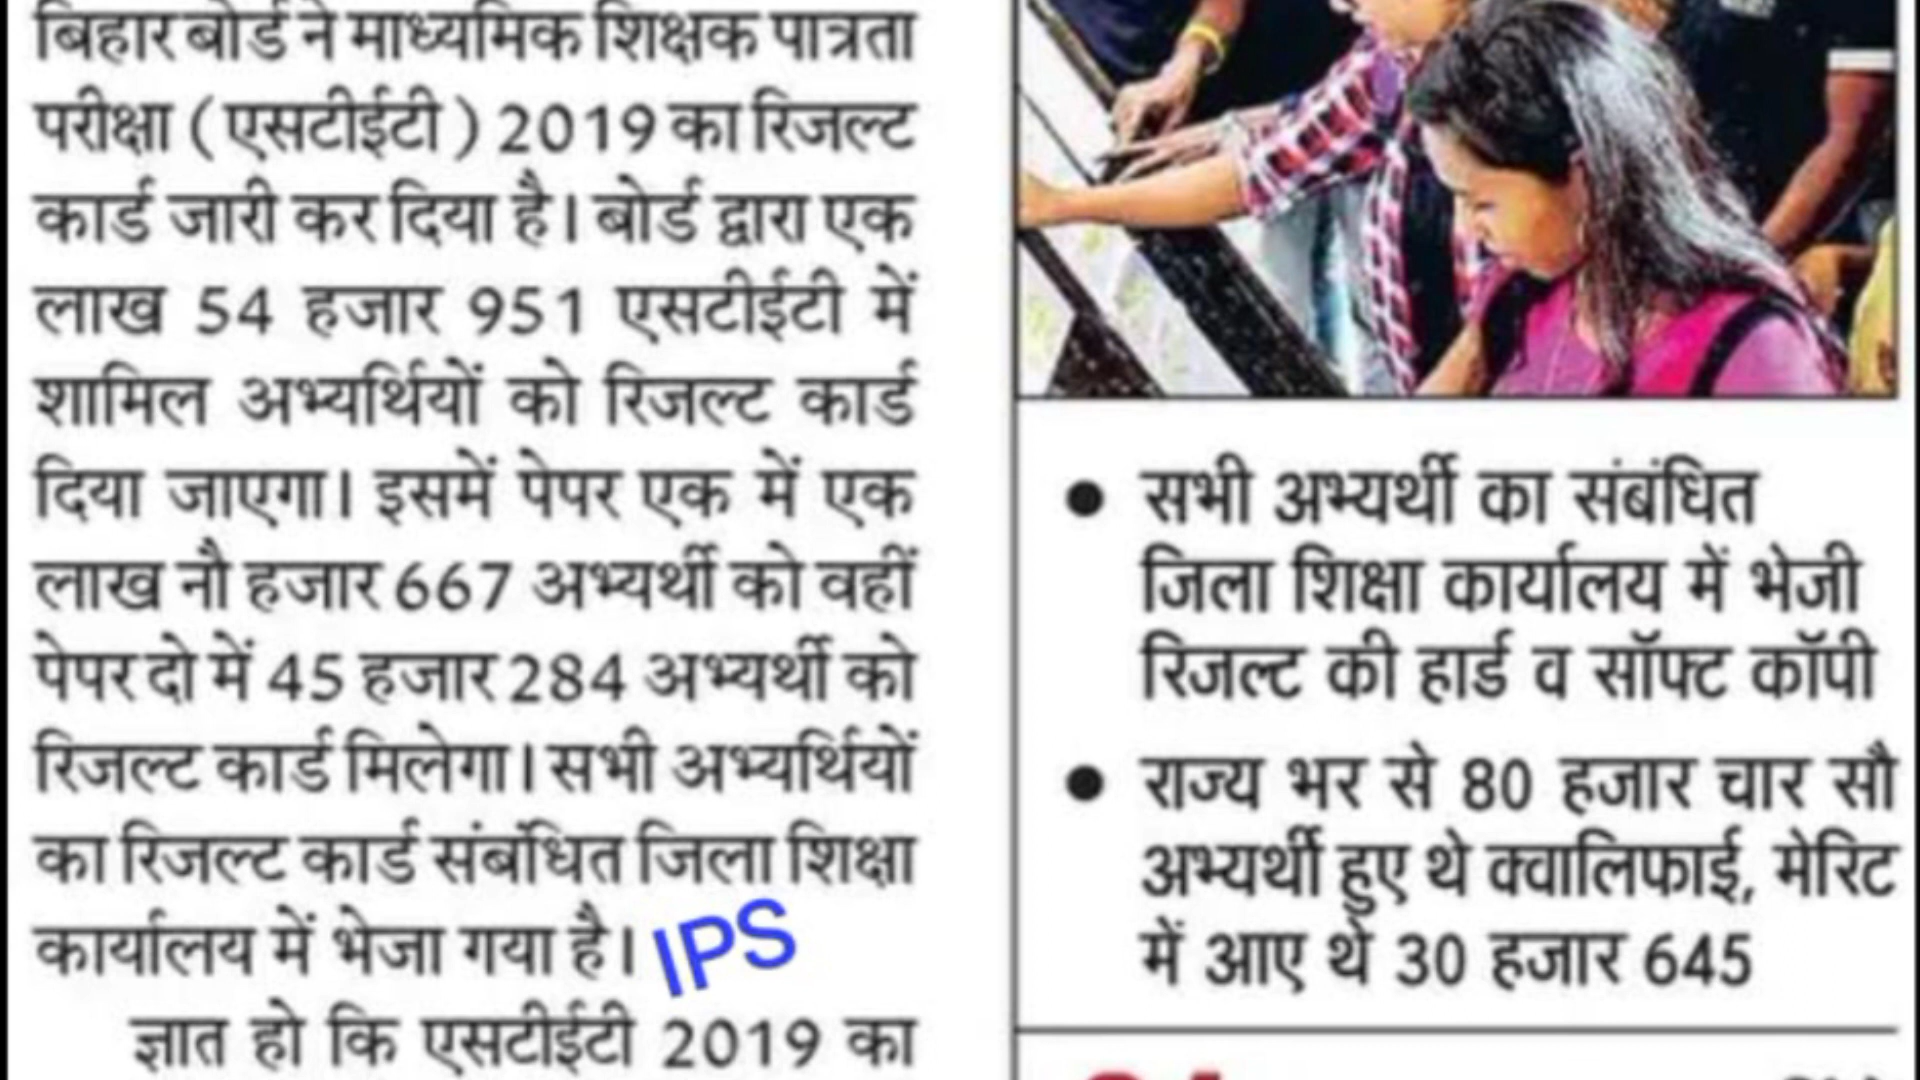 बिहार बोर्ड ने माध्यमिक शिक्षक पात्रता
परीक्षा ( एसटीईटी ) 2019 का रिजल्ट
कार्ड जारी कर दिया है। बोर्ड द्वारा एक
लाख 54 हजार 951 एसटीईटी में
शामिल अभ्यर्थियों को रिजल्ट कार्ड
दिया जाएगा। इसमें पेपर एक में एक
लाख नौ हजार 667 अभ्यर्थी को वहीं
पेपर दो में 45 हजार 284 अभ्यर्थी को
रिजल्ट कार्ड मिलेगा। सभी अभ्यर्थियों
का रिजल्ट कार्ड संबंधित जिला शिक्षा
कार्यालय में भेजा गया है।
IPS
ज्ञात हो कि एसटीईटी 2019 का
● सभी अभ्यर्थी का संबंधित
जिला शिक्षा कार्यालय में भेजी
रिजल्ट की हार्ड व सॉफ्ट कॉपी
● राज्य भर से 80 हजार चार सौ
अभ्यर्थी हुए थे क्वालिफाई, मेरिट
में आए थे 30 हजार 645